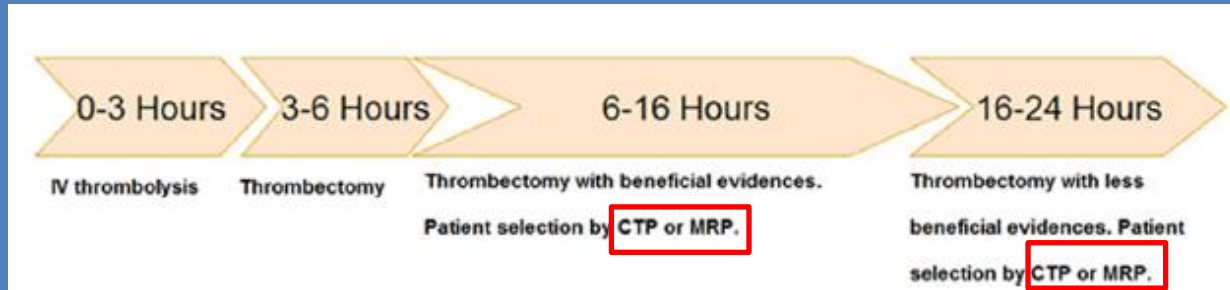 0-3 Hours
3-6 Hours
6-16 Hours
16-24 Hours
IV thrombolysis
Thrombectomy
Thrombectomy with beneficial evidences.
Patient selection by CTP or MRP.
Thrombectomy with less
beneficial evidences. Patient
selection by CTP or MRP.